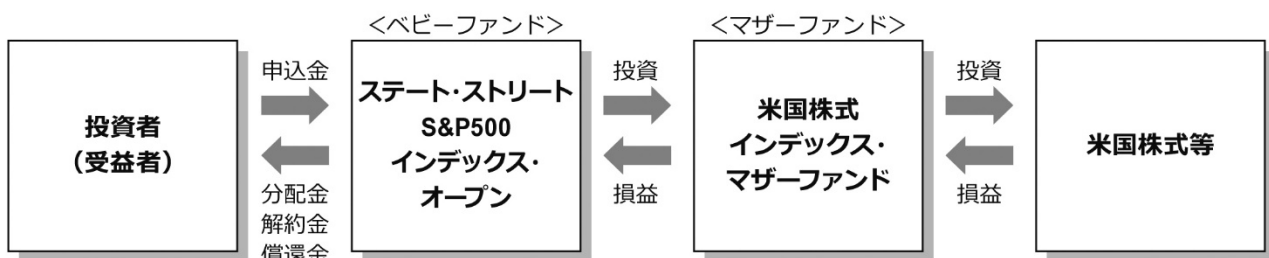 <ベビーファンド>
<マザーファンド>
投資者
(受益者)
申込金
分配金
解約金
償還金
ステート・ストリート
S&P500
インデックス・
オープン
投資
損益
米国株式
インデックス・
マザーファンド
投資
損益
米国株式等